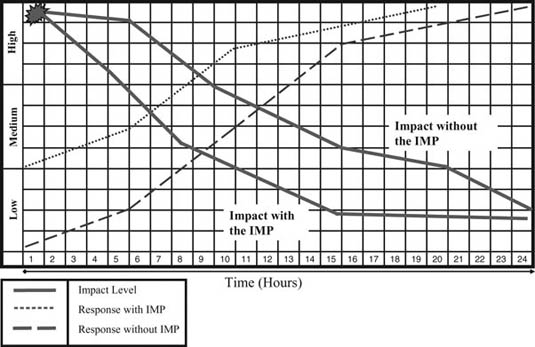 High
Medium
Low
Impact without
the IMP
Impact with
the IMP
1 2 3 4 5 6 7 8 9 10 11 12 13 14 15 16 17 18 19 20 21 22 23 24
Time (Hours)
Impact Level
Response with IMP
Response without IMP